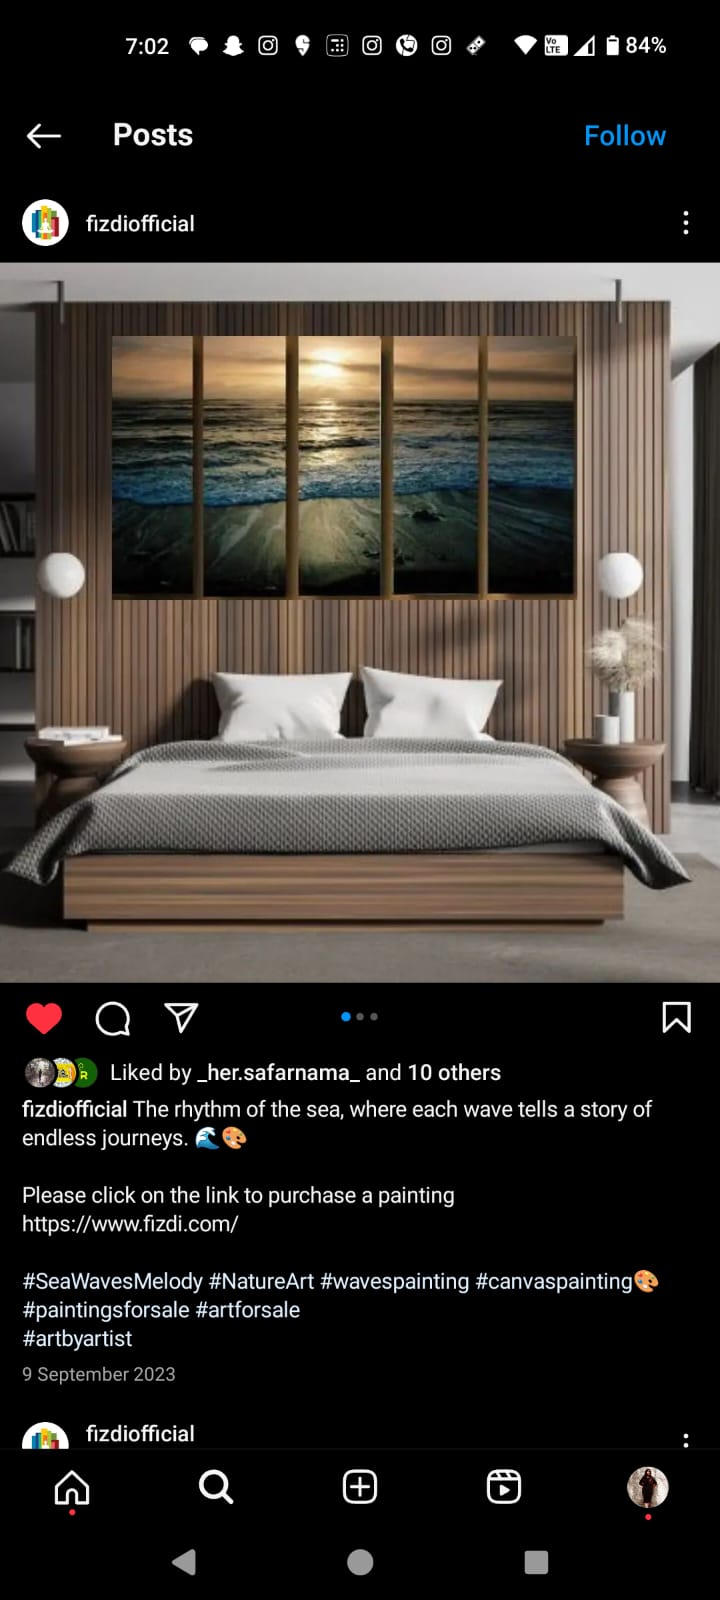 7:02 Vo LTE 84%
Posts Follow
fizdiofficial
Liked by _her.safarnama_ and 10 others
fizdiofficial The rhythm of the sea, where each wave tells a story of
endless journeys. 🌊🎨
Please click on the link to purchase a painting
https://www.fizdi.com/
#SeaWavesMelody #NatureArt #wavespainting #canvaspainting🎨
#paintingsforsale #artforsale
#artbyartist
9 September 2023
fizdiofficial